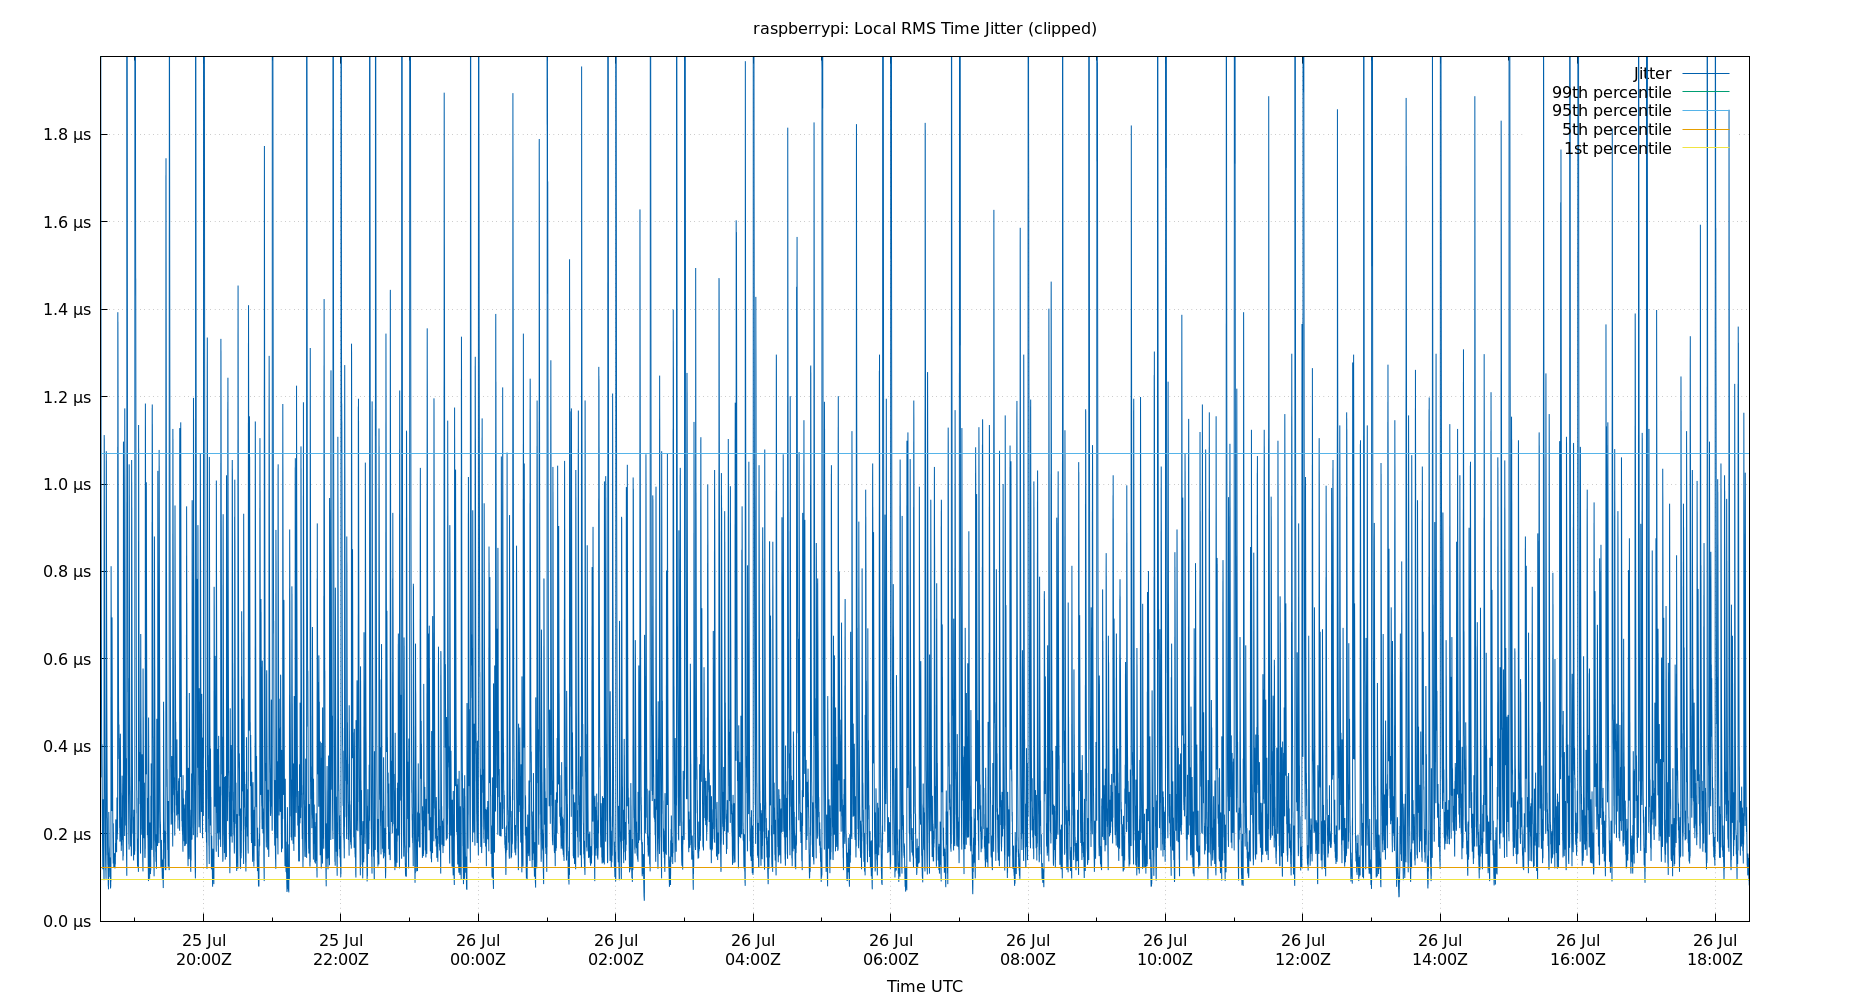 raspberrypi: Local RMS Time Jitter (clipped)
Jitter
99th percentile
95th percentile
5th percentile
1st percentile
1.8 µs
1.6 µs
1.4 µs
1.2 µs
1.0 µs
0.8 µs
0.6 µs
0.4 µs
0.2 µs
0.0 µs
25 Jul 25 Jul 26 Jul 26 Jul 26 Jul 26 Jul 26 Jul 26 Jul 26 Jul 26 Jul 26 Jul 26 Jul
20:00Z 22:00Z 00:00Z 02:00Z 04:00Z 06:00Z 08:00Z 10:00Z 12:00Z 14:00Z 16:00Z 18:00Z
Time UTC